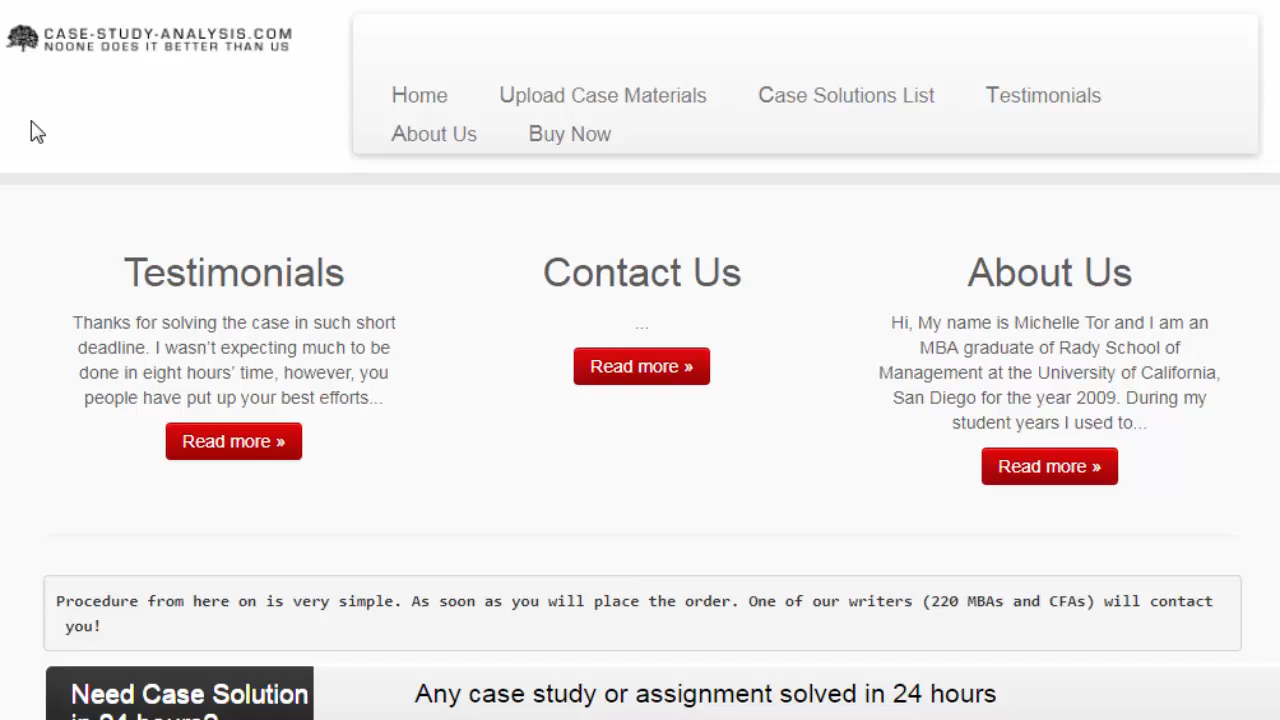 CASE-STUDY-ANALYSIS.COM
NOONE DOES IT BETTER THAN US
Home Upload Case Materials Case Solutions List Testimonials
About Us Buy Now
Testimonials
Thanks for solving the case in such short
deadline. I wasn’t expecting much to be
done in eight hours’ time, however, you
people have put up your best efforts...
Read more »
Contact Us
...
Read more »
About Us
Hi, My name is Michelle Tor and I am an
MBA graduate of Rady School of
Management at the University of California,
San Diego for the year 2009. During my
student years I used to...
Read more »
Procedure from here on is very simple. As soon as you will place the order. One of our writers (220 MBAs and CFAs) will contact
you!
Need Case Solution
in 24 hours?
Any case study or assignment solved in 24 hours